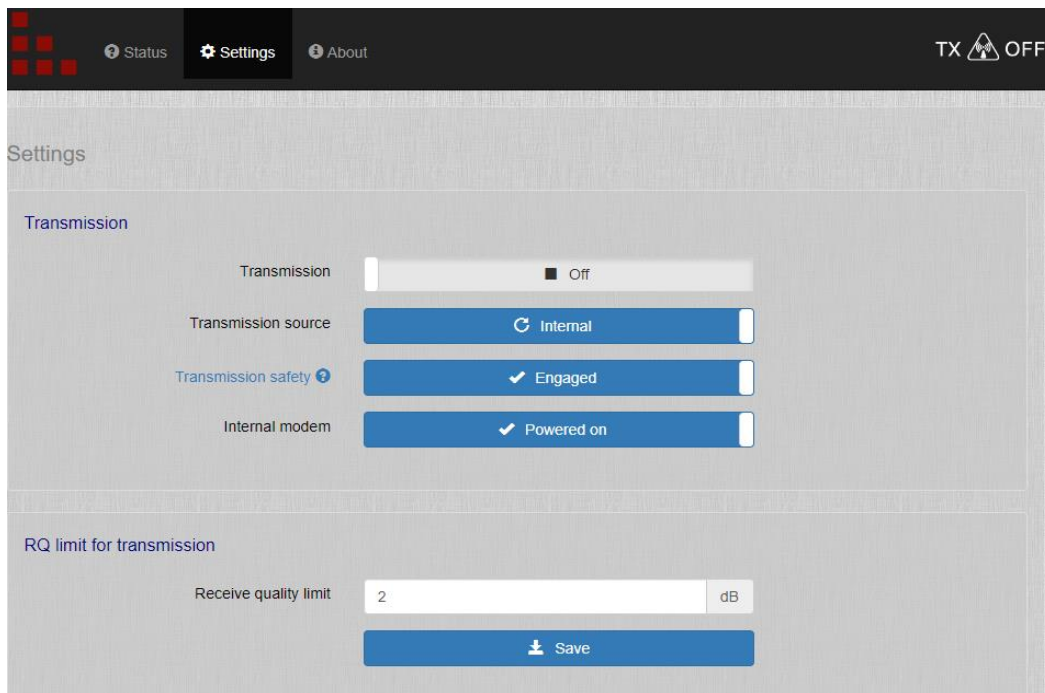 Status Settings About TX OFF
Settings
Transmission
Transmission Off
Transmission source Internal
Transmission safety Engaged
Internal modem Powered on
RQ limit for transmission
Receive quality limit 2 dB
Save